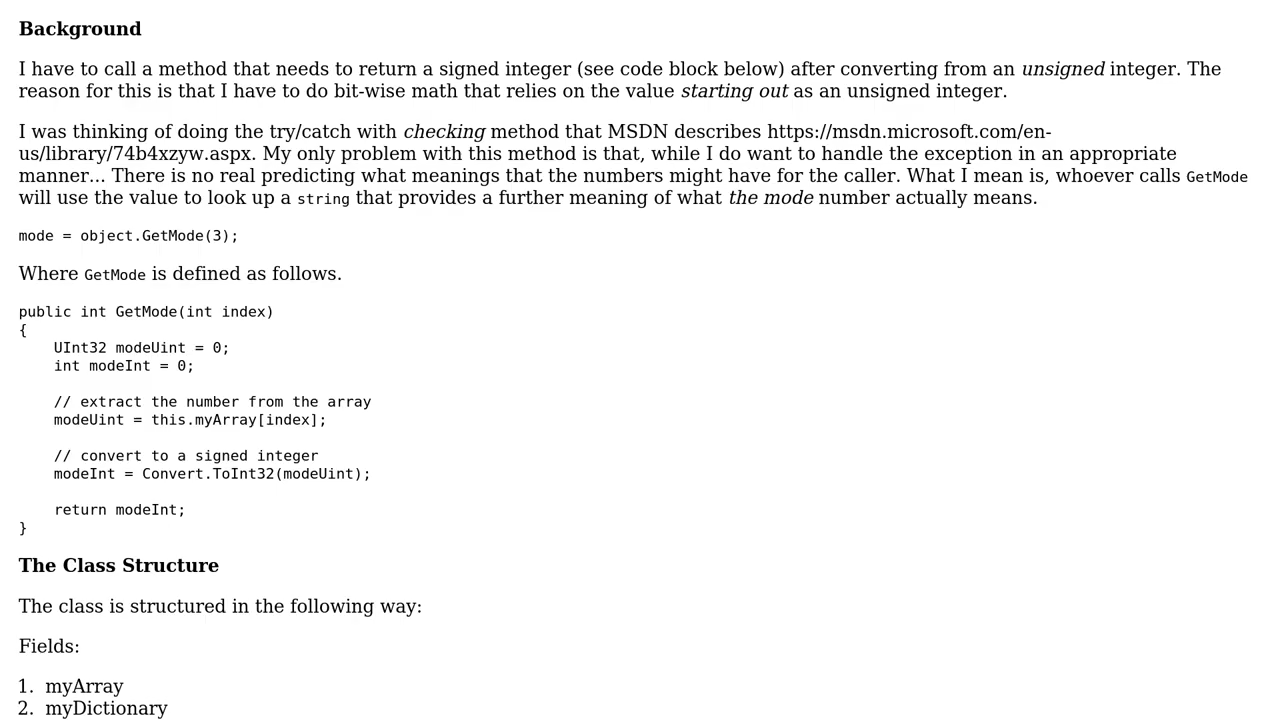 Background
I have to call a method that needs to return a signed integer (see code block below) after converting from an unsigned integer. The
reason for this is that I have to do bit-wise math that relies on the value starting out as an unsigned integer.
I was thinking of doing the try/catch with checking method that MSDN describes https://msdn.microsoft.com/en-
us/library/74b4xzyw.aspx. My only problem with this method is that, while I do want to handle the exception in an appropriate
manner... There is no real predicting what meanings that the numbers might have for the caller. What I mean is, whoever calls GetMode
will use the value to look up a string that provides a further meaning of what the mode number actually means.
mode = object.GetMode(3);
Where GetMode is defined as follows.
public int GetMode(int index)
{
    UInt32 modeUint = 0;
    int modeInt = 0;
    // extract the number from the array
    modeUint = this.myArray[index];
    // convert to a signed integer
    modeInt = Convert.ToInt32(modeUint);
    return modeInt;
}
The Class Structure
The class is structured in the following way:
Fields:
1. myArray
2. myDictionary